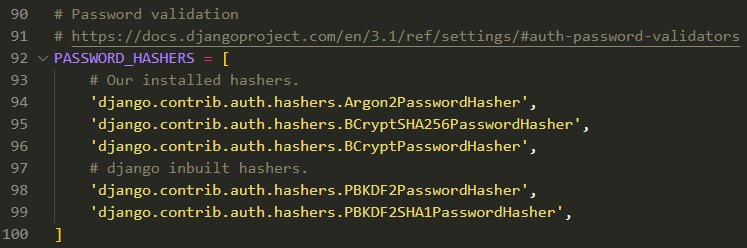 90 # Password validation
91 # https://docs.djangoproject.com/en/3.1/ref/settings/#auth-password-validators
92 PASSWORD_HASHERS = [
93     # Our installed hashers.
94     'django.contrib.auth.hashers.Argon2PasswordHasher',
95     'django.contrib.auth.hashers.BCryptSHA256PasswordHasher',
96     'django.contrib.auth.hashers.BCryptPasswordHasher',
97     # django inbuilt hashers.
98     'django.contrib.auth.hashers.PBKDF2PasswordHasher',
99     'django.contrib.auth.hashers.PBKDF2SHA1PasswordHasher',
100 ]